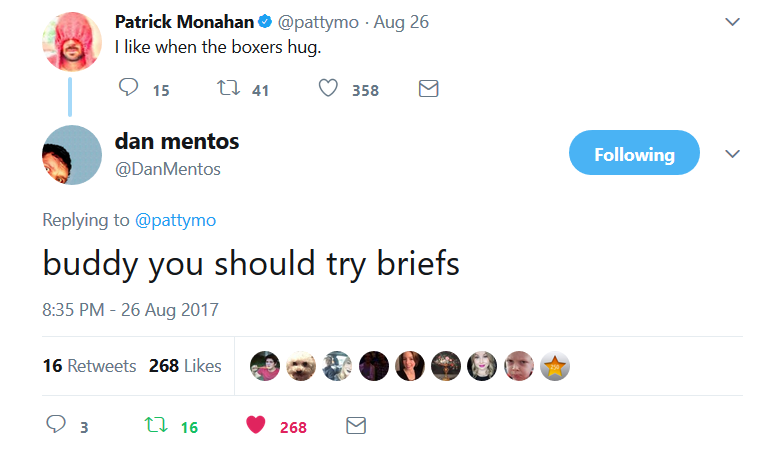 Patrick Monahan @pattymo · Aug 26
I like when the boxers hug.
15 41 358
dan mentos
@DanMentos
Following
Replying to @pattymo
buddy you should try briefs
8:35 PM - 26 Aug 2017
16 Retweets 268 Likes
3 16 268